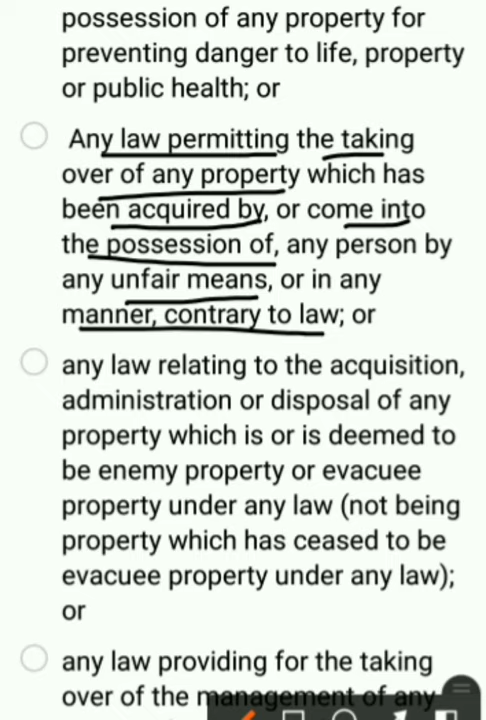 possession of any property for
preventing danger to life, property
or public health; or
Any law permitting the taking
over of any property which has
been acquired by, or come into
the possession of, any person by
any unfair means, or in any
manner, contrary to law; or
any law relating to the acquisition,
administration or disposal of any
property which is or is deemed to
be enemy property or evacuee
property under any law (not being
property which has ceased to be
evacuee property under any law);
or
any law providing for the taking
over of the management of any